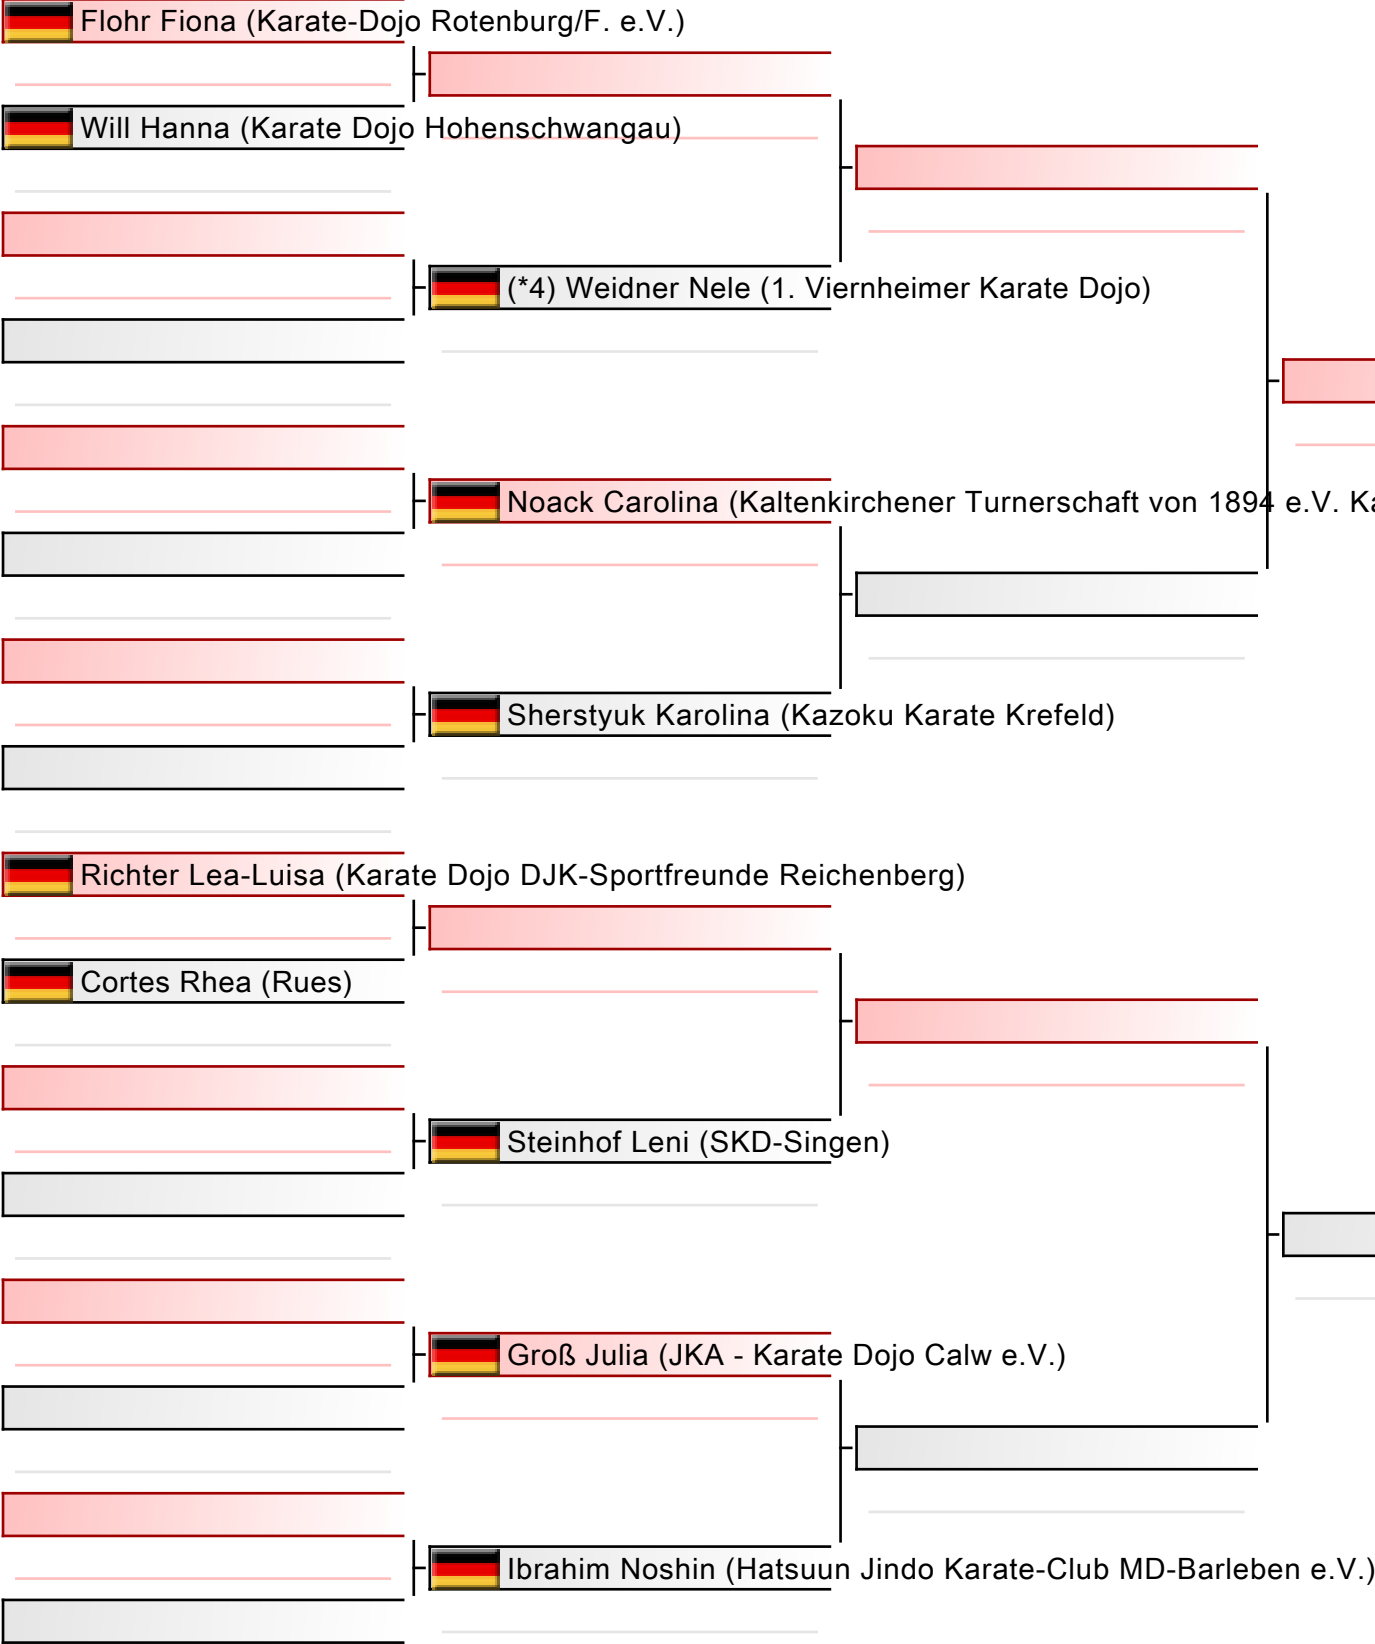 Flohr Fiona (Karate-Dojo Rotenburg/F. e.V.)
Will Hanna (Karate Dojo Hohenschwangau)
(*4) Weidner Nele (1. Viernheimer Karate Dojo)
Noack Carolina (Kaltenkirchener Turnerschaft von 1894 e.V. Ka
Sherstyuk Karolina (Kazoku Karate Krefeld)
Richter Lea-Luisa (Karate Dojo DJK-Sportfreunde Reichenberg)
Cortes Rhea (Rues)
Steinhof Leni (SKD-Singen)
Groß Julia (JKA - Karate Dojo Calw e.V.)
Ibrahim Noshin (Hatsuun Jindo Karate-Club MD-Barleben e.V.)